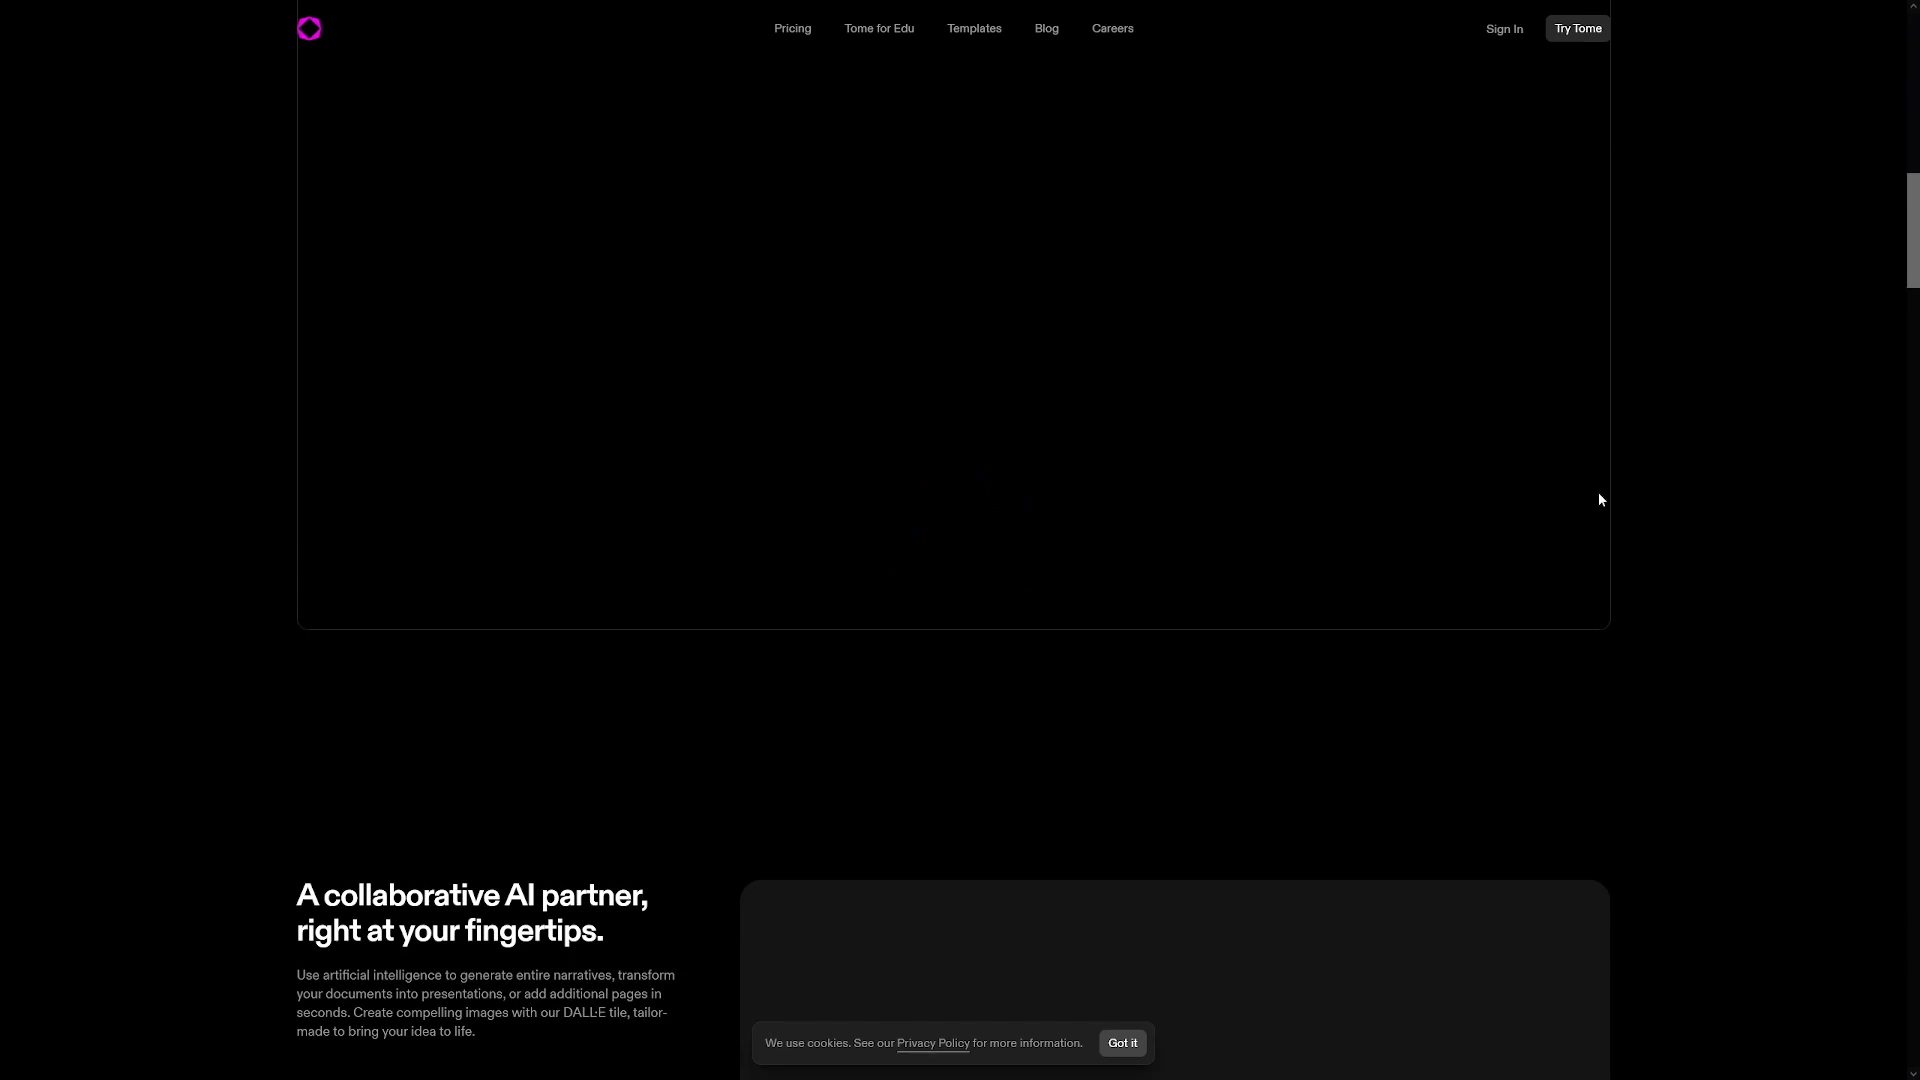 Pricing
Tome for Edu
Templates
Blog
Careers
Sign In
Try Tome
A collaborative AI partner,
right at your fingertips.
Use artificial intelligence to generate entire narratives, transform
your documents into presentations, or add additional pages in
seconds. Create compelling images with our DALL·E tile, tailor-
made to bring your idea to life.
We use cookies. See our Privacy Policy for more information.
Got it